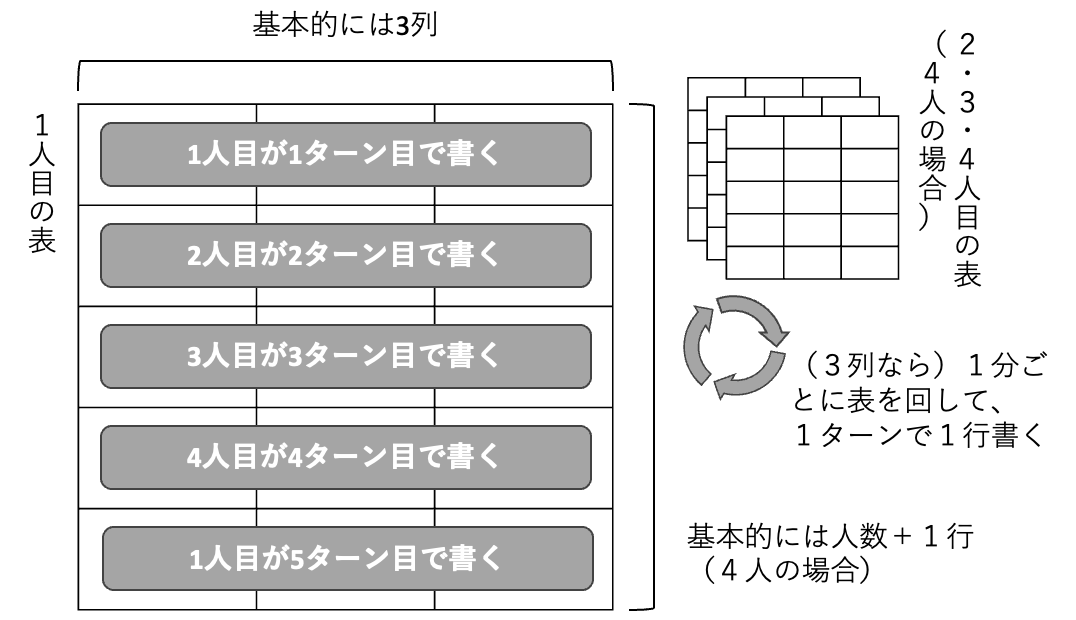 基本的には3列
1人目の表
1人目が1ターン目で書く
2人目が2ターン目で書く
3人目が3ターン目で書く
4人目が4ターン目で書く
1人目が5ターン目で書く
2・3・4人目の表
（4人の場合）
（３列なら）１分ご
とに表を回して、
１ターンで１行書く
基本的には人数＋１行
（４人の場合）